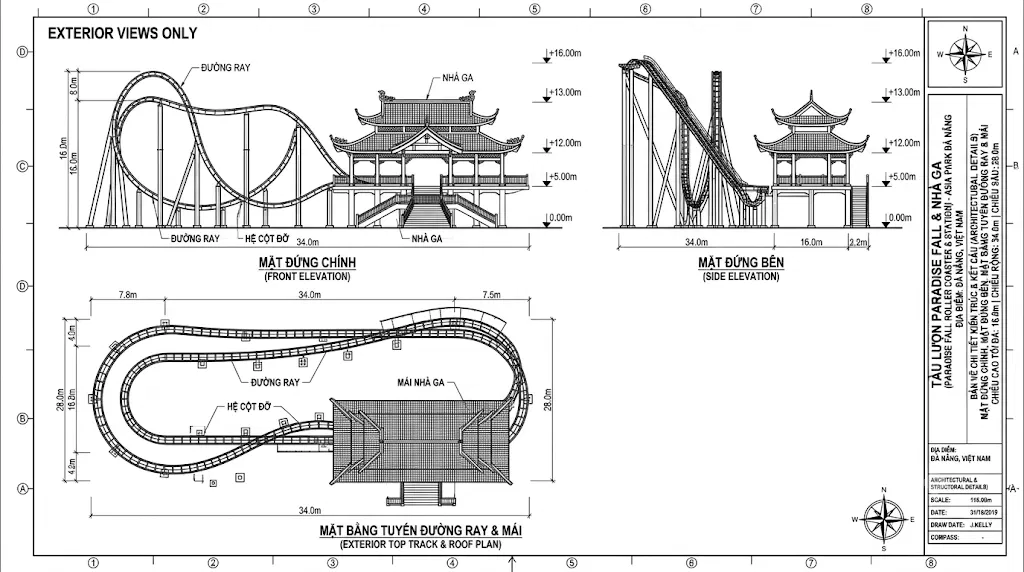 ① ② ③ ④ ⑤ ⑥ ⑦ ⑧
EXTERIOR VIEWS ONLY
ĐƯỜNG RAY
NHÀ GA
8.0m
16.0m
16.0m
+16.00m
+13.00m
+12.00m
+5.00m
0.00m
ĐƯỜNG RAY
HỆ CỘT ĐỠ
NHÀ GA
34.0m
MẶT ĐỨNG CHÍNH
(FRONT ELEVATION)
+16.00m
+13.00m
+12.00m
+5.00m
0.00m
34.0m
16.0m
2.2m
MẶT ĐỨNG BÊN
(SIDE ELEVATION)
7.8m
34.0m
7.5m
4.0m
28.0m
16.8m
4.2m
28.0m
ĐƯỜNG RAY
MÁI NHÀ GA
HỆ CỘT ĐỠ
34.0m
MẶT BẰNG TUYẾN ĐƯỜNG RAY & MÁI
(EXTERIOR TOP TRACK & ROOF PLAN)
N
W E
S
D
C
D
B
A
A
B
A
N
W E
S
TÀU LƯỢN PARADISE FALL & NHÀ GA
(PARADISE FALL ROLLER COASTER & STATION) - ASIA PARK ĐÀ NẴNG
ĐỊA ĐIỂM: ĐÀ NẴNG, VIỆT NAM
BẢN VẼ CHI TIẾT KIẾN TRÚC & KẾT CẤU (ARCHITECTURAL DETAILS)
MẶT ĐỨNG CHÍNH, MẶT ĐỨNG BÊN, MẶT BẰNG TUYẾN ĐƯỜNG RAY & MÁI
CHIỀU CAO TỐI ĐA: 16.0m | CHIỀU RỘNG: 34.0m | CHIỀU SÂU: 28.0m
ĐỊA ĐIỂM:
ĐÀ NẴNG, VIỆT NAM
ARCHITECTURAL &
STRUCTORAL DETAILS)
SCALE: 115.00m
DATE: 31/18/2019
DRAW DATE: J.KELLY
COMPASS: -
① ② ③ ④ ⑤ ⑥ ⑥ ⑧